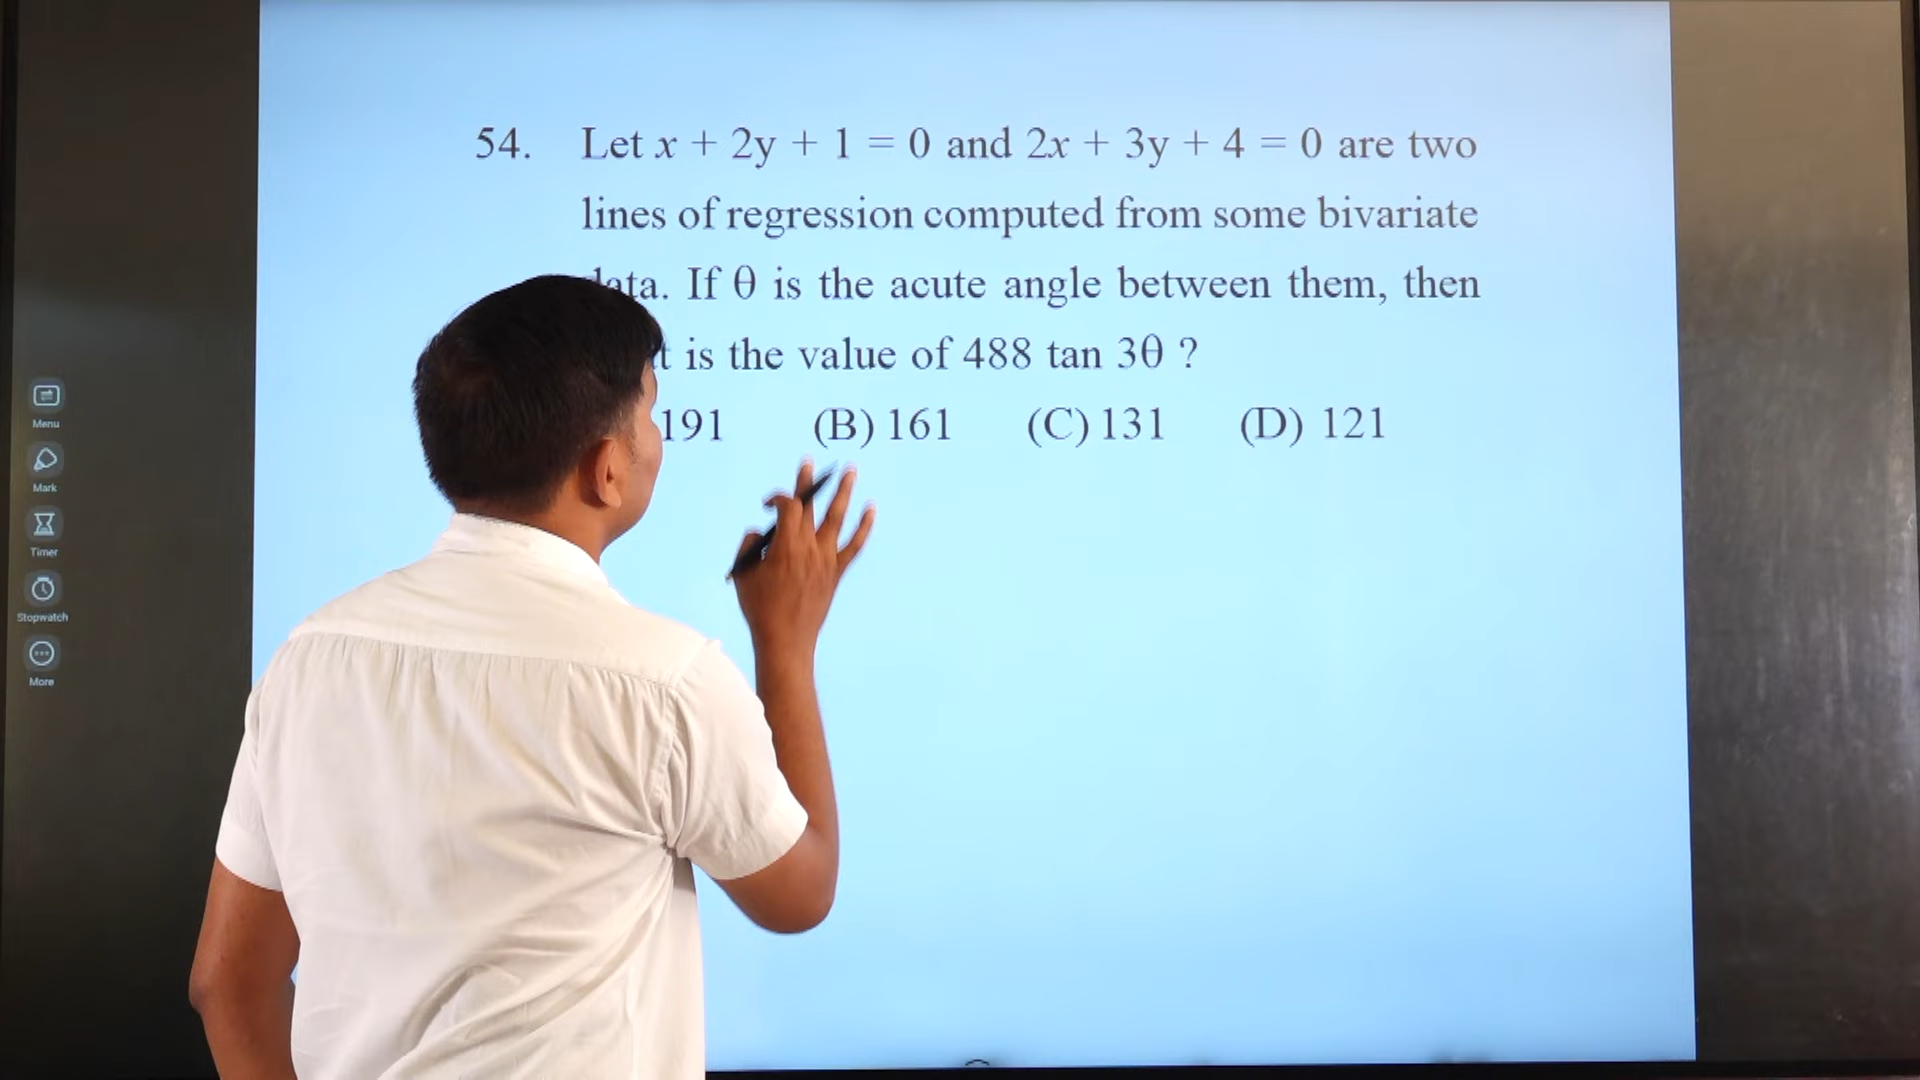 54. Let x + 2y + 1 = 0 and 2x + 3y + 4 = 0 are two
lines of regression computed from some bivariate
data. If θ is the acute angle between them, then
is the value of 488 tan 3θ ?
191 (B) 161 (C) 131 (D) 121
Menu
Mark
Timer
Stopwatch
More